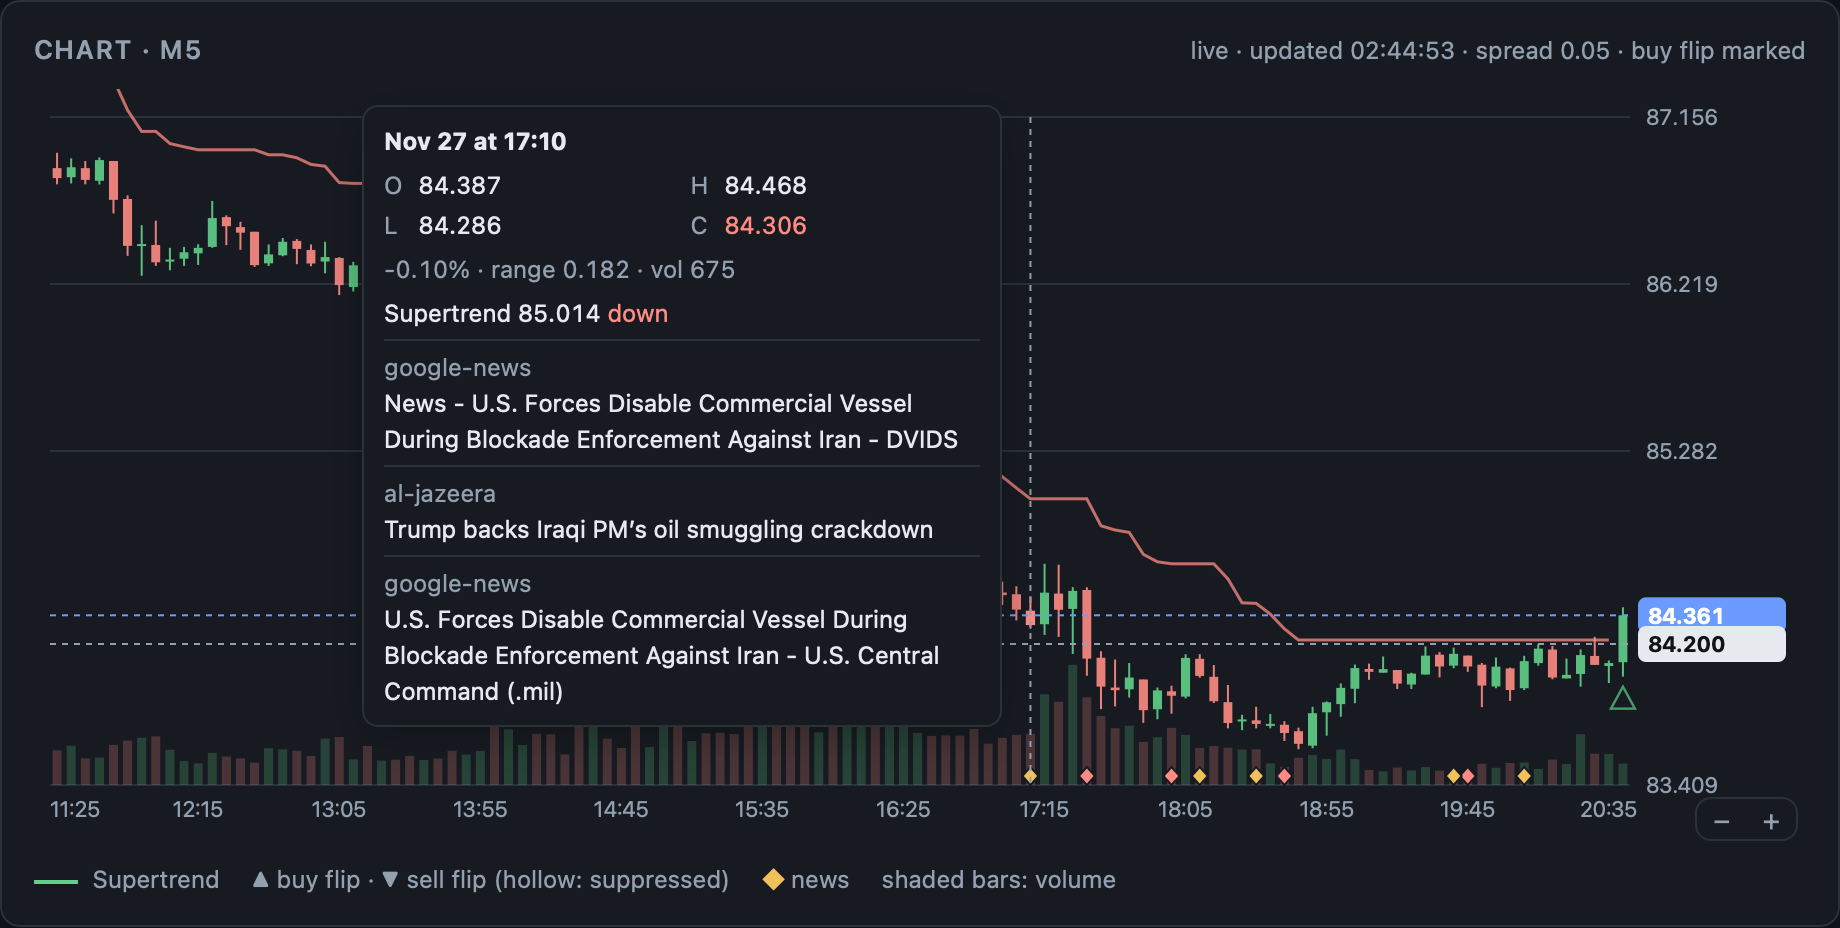 CHART · M5
live · updated 02:44:53 · spread 0.05 · buy flip marked
Nov 27 at 17:10
O 84.387 H 84.468
L 84.286 C 84.306
-0.10% · range 0.182 · vol 675
Supertrend 85.014 down
google-news
News - U.S. Forces Disable Commercial Vessel
During Blockade Enforcement Against Iran - DVIDS
al-jazeera
Trump backs Iraqi PM’s oil smuggling crackdown
google-news
U.S. Forces Disable Commercial Vessel During
Blockade Enforcement Against Iran - U.S. Central
Command (.mil)
87.156
86.219
85.282
84.361
84.200
83.409
11:25 12:15 13:05 13:55 14:45 15:35 16:25 17:15 18:05 18:55 19:45 20:35
− +
Supertrend ▲ buy flip · ▼ sell flip (hollow: suppressed) ◆ news shaded bars: volume